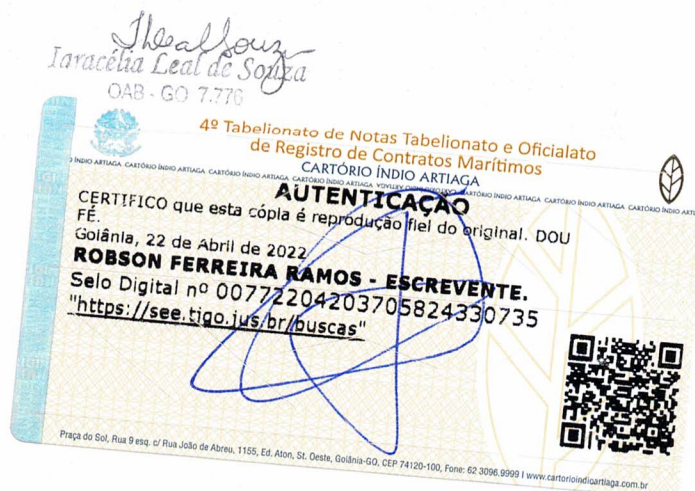 Iaracélia Leal de Souza
OAB - GO 7.776
4º Tabelionato de Notas Tabelionato e Oficialato
de Registro de Contratos Marítimos
CARTÓRIO ÍNDIO ARTIAGA
AUTENTICAÇÃO
CERTIFICO que esta cópia é reprodução fiel do original. DOU
FÉ.
Goiânia, 22 de Abril de 2022
ROBSON FERREIRA RAMOS - ESCREVENTE.
Selo Digital nº 00772204203705824330735
"https://see.tjgo.jus/br/buscas"
Praça do Sol, Rua 9 esq. c/ Rua João de Abreu, 1155, Ed. Aton, St. Oeste, Goiânia-GO, CEP 74120-100, Fone: 62 3096.9999 | www.cartorioindioartiaga.com.br